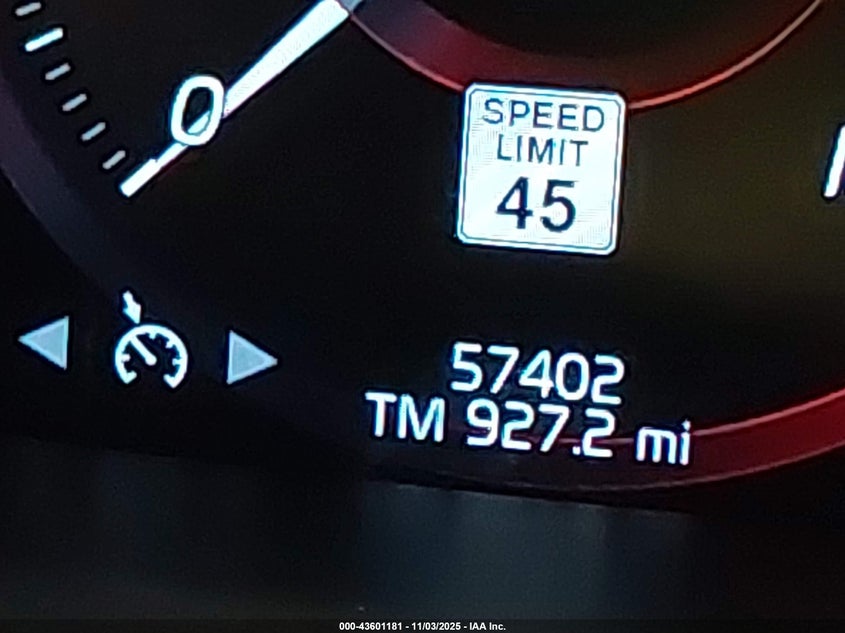 0
SPEED
LIMIT
45
57402
TM 927.2 mi
000-43601181 - 11/03/2025 - IAA Inc.